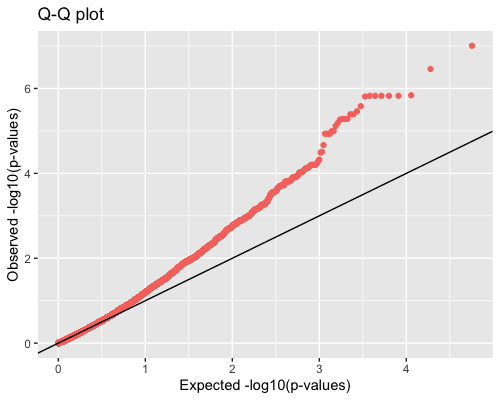 Q-Q plot
Observed -log10(p-values)
6
4
2
0
0 1 2 3 4
Expected -log10(p-values)